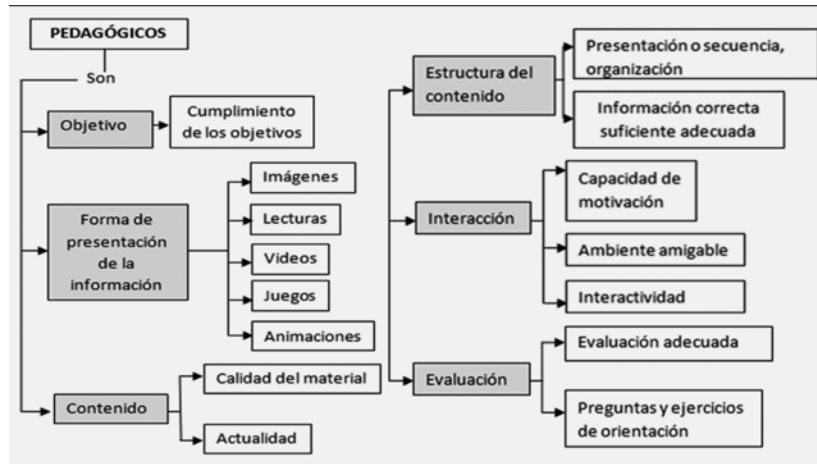 PEDAGÓGICOS
Son
Objetivo
Cumplimiento
de los objetivos
Forma de
presentación
de la
información
Imágenes
Lecturas
Videos
Juegos
Animaciones
Contenido
Calidad del material
Actualidad
Estructura del
contenido
Presentación o secuencia,
organización
Información correcta
suficiente adecuada
Interacción
Capacidad de
motivación
Ambiente amigable
Interactividad
Evaluación
Evaluación adecuada
Preguntas y ejercicios
de orientación